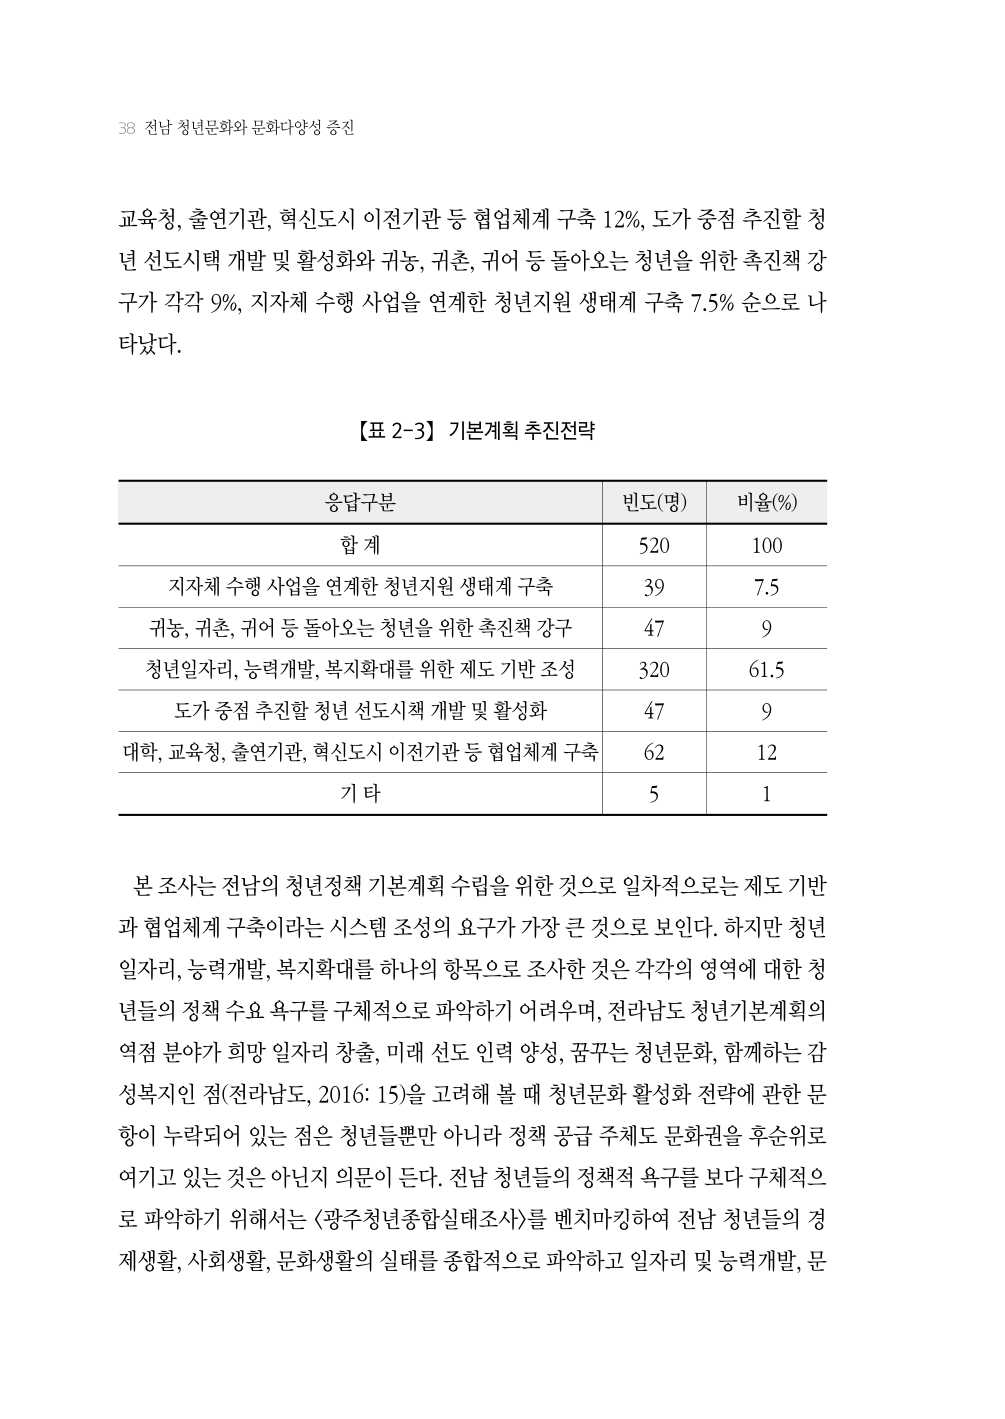 38 전남 청년문화와 문화다양성 증진
교육청, 출연기관, 혁신도시 이전기관 등 협업체계 구축 12%, 도가 중점 추진할 청
년 선도시택 개발 및 활성화와 귀농, 귀촌, 귀어 등 돌아오는 청년을 위한 촉진책 강
구가 각각 9%, 지자체 수행 사업을 연계한 청년지원 생태계 구축 7.5% 순으로 나
타났다.
【표 2-3】 기본계획 추진전략
응답구분 빈도(명) 비율(%)
합 계 520 100
지자체 수행 사업을 연계한 청년지원 생태계 구축 39 7.5
귀농, 귀촌, 귀어 등 돌아오는 청년을 위한 촉진책 강구 47 9
청년일자리, 능력개발, 복지확대를 위한 제도 기반 조성 320 61.5
도가 중점 추진할 청년 선도시책 개발 및 활성화 47 9
대학, 교육청, 출연기관, 혁신도시 이전기관 등 협업체계 구축 62 12
기 타 5 1
본 조사는 전남의 청년정책 기본계획 수립을 위한 것으로 일차적으로는 제도 기반
과 협업체계 구축이라는 시스템 조성의 요구가 가장 큰 것으로 보인다. 하지만 청년
일자리, 능력개발, 복지확대를 하나의 항목으로 조사한 것은 각각의 영역에 대한 청
년들의 정책 수요 욕구를 구체적으로 파악하기 어려우며, 전라남도 청년기본계획의
역점 분야가 희망 일자리 창출, 미래 선도 인력 양성, 꿈꾸는 청년문화, 함께하는 감
성복지인 점(전라남도, 2016: 15)을 고려해 볼 때 청년문화 활성화 전략에 관한 문
항이 누락되어 있는 점은 청년들뿐만 아니라 정책 공급 주체도 문화권을 후순위로
여기고 있는 것은 아닌지 의문이 든다. 전남 청년들의 정책적 욕구를 보다 구체적으
로 파악하기 위해서는 〈광주청년종합실태조사〉를 벤치마킹하여 전남 청년들의 경
제생활, 사회생활, 문화생활의 실태를 종합적으로 파악하고 일자리 및 능력개발, 문